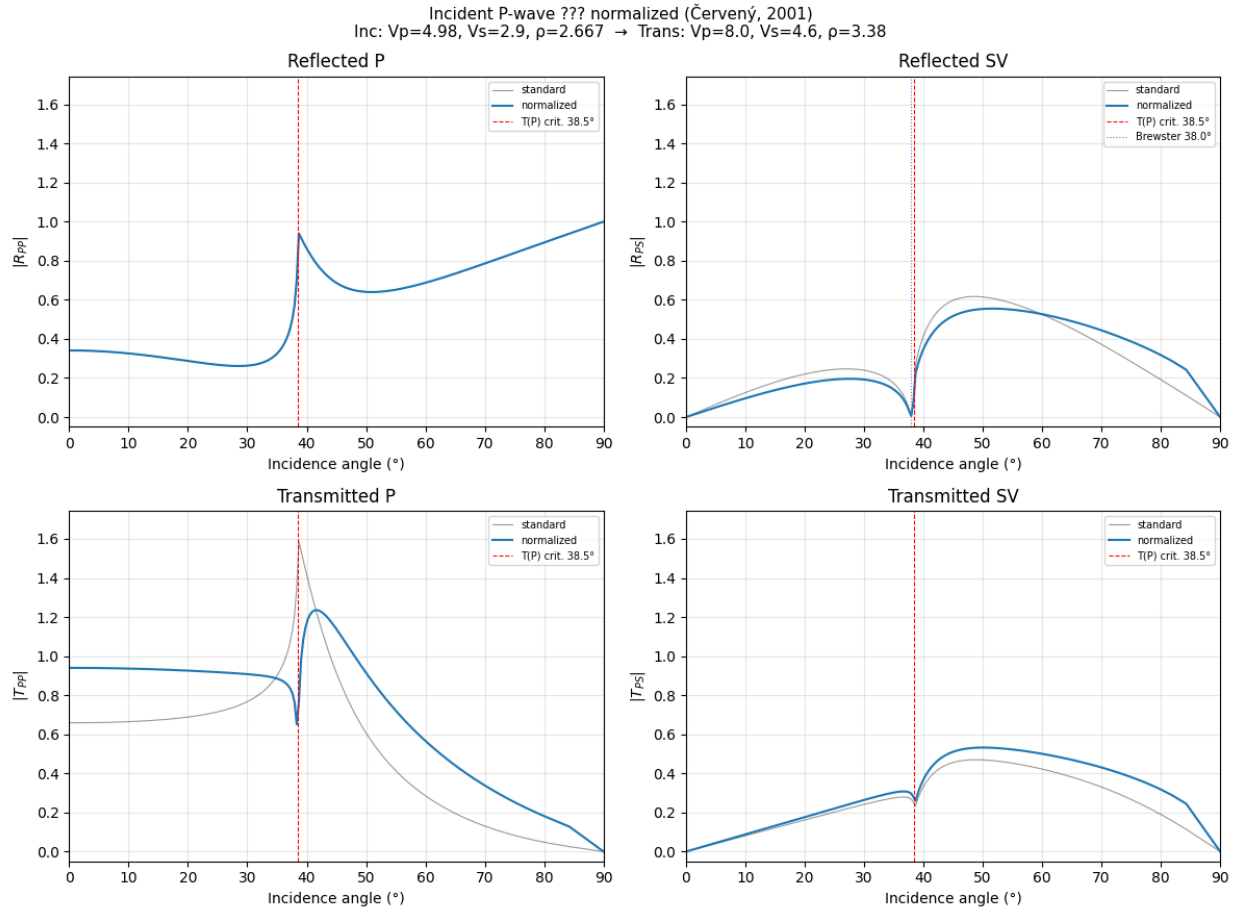 Incident P-wave ??? normalized (Červený, 2001)
Inc: Vp=4.98, Vs=2.9, ρ=2.667 → Trans: Vp=8.0, Vs=4.6, ρ=3.38
Reflected P
|R_PP|
1.6
1.4
1.2
1.0
0.8
0.6
0.4
0.2
0.0
standard
normalized
T(P) crit. 38.5°
0 10 20 30 40 50 60 70 80 90
Incidence angle (°)
Reflected SV
|R_PS|
1.6
1.4
1.2
1.0
0.8
0.6
0.4
0.2
0.0
standard
normalized
T(P) crit. 38.5°
Brewster 38.0°
0 10 20 30 40 50 60 70 80 90
Incidence angle (°)
Transmitted P
|T_PP|
1.6
1.4
1.2
1.0
0.8
0.6
0.4
0.2
0.0
standard
normalized
T(P) crit. 38.5°
0 10 20 30 40 50 60 70 80 90
Incidence angle (°)
Transmitted SV
|T_PS|
1.6
1.4
1.2
1.0
0.8
0.6
0.4
0.2
0.0
standard
normalized
T(P) crit. 38.5°
0 10 20 30 40 50 60 70 80 90
Incidence angle (°)